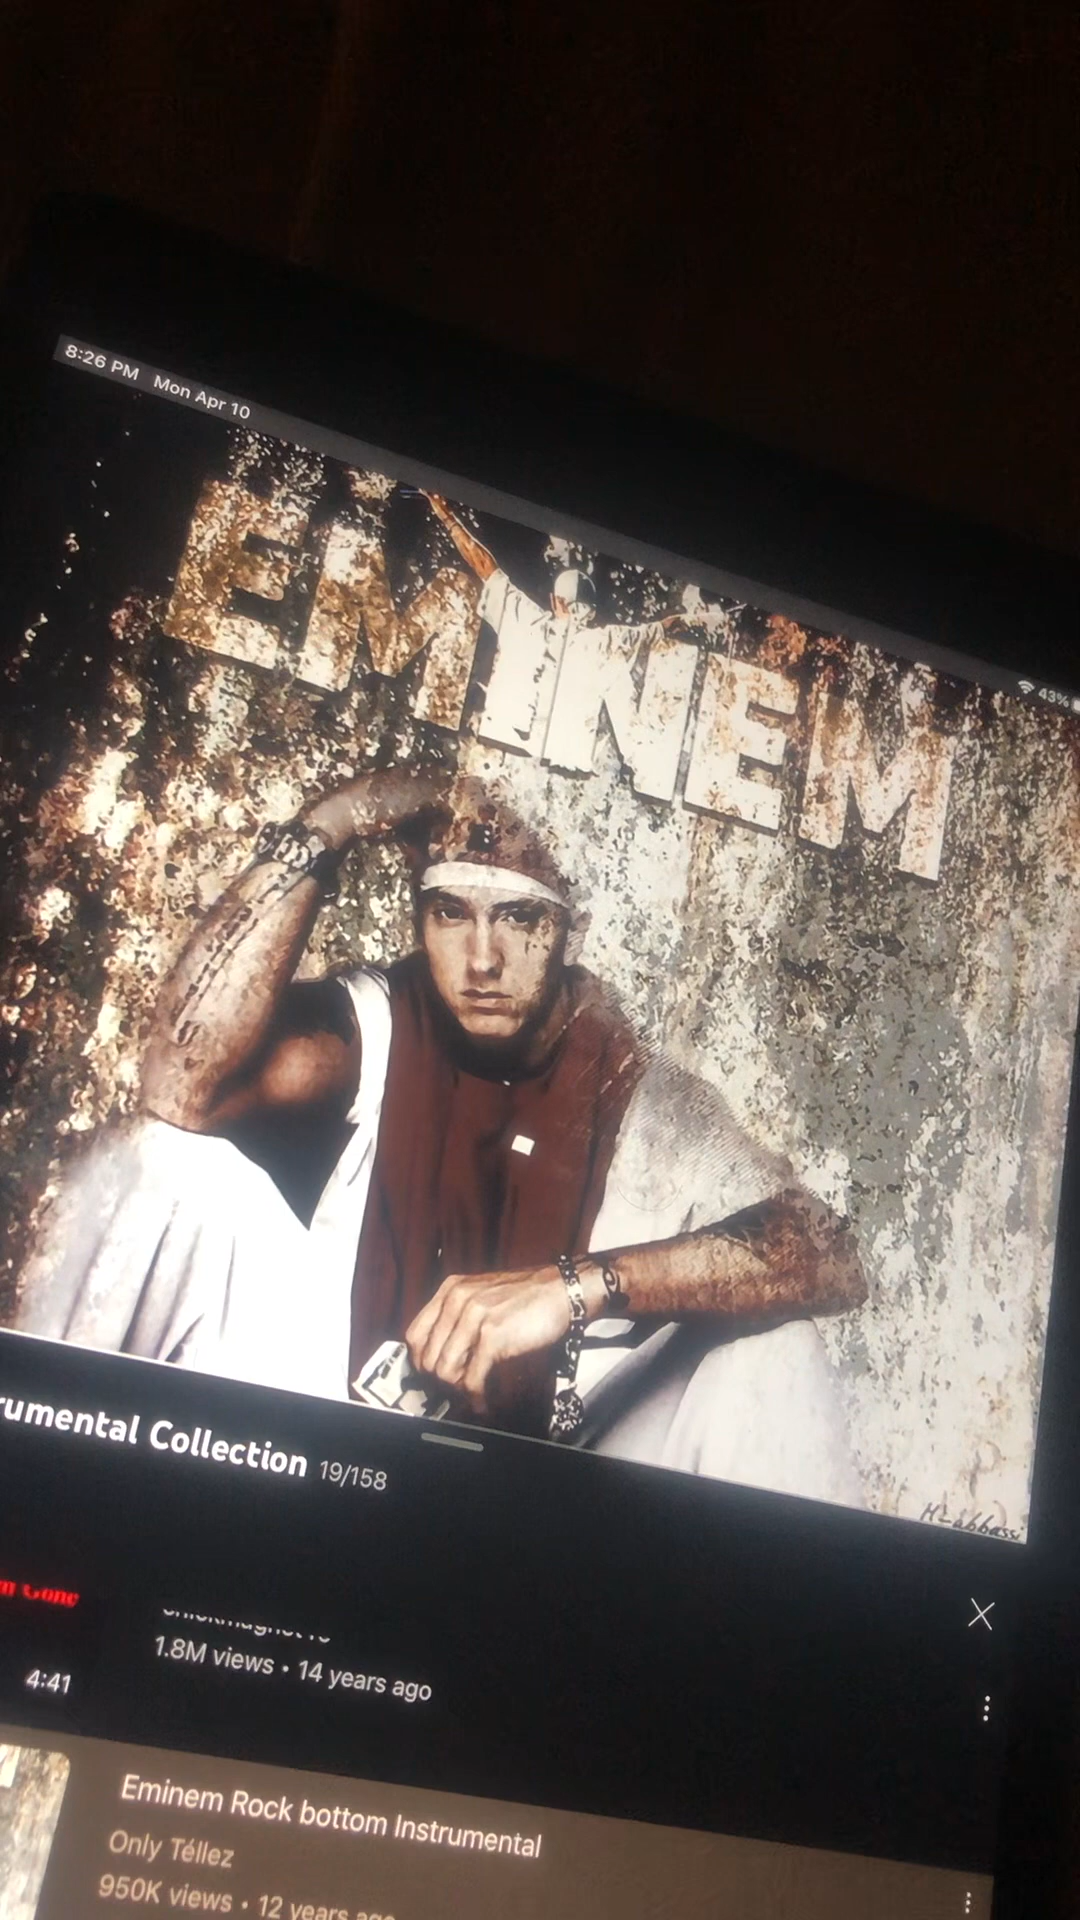 8:26 PM Mon Apr 10
43%
EMINEM
rumental Collection 19/158
Gone
1.8M views • 14 years ago
4:41
Eminem Rock bottom Instrumental
Only Téllez
950K views • 12 years ago